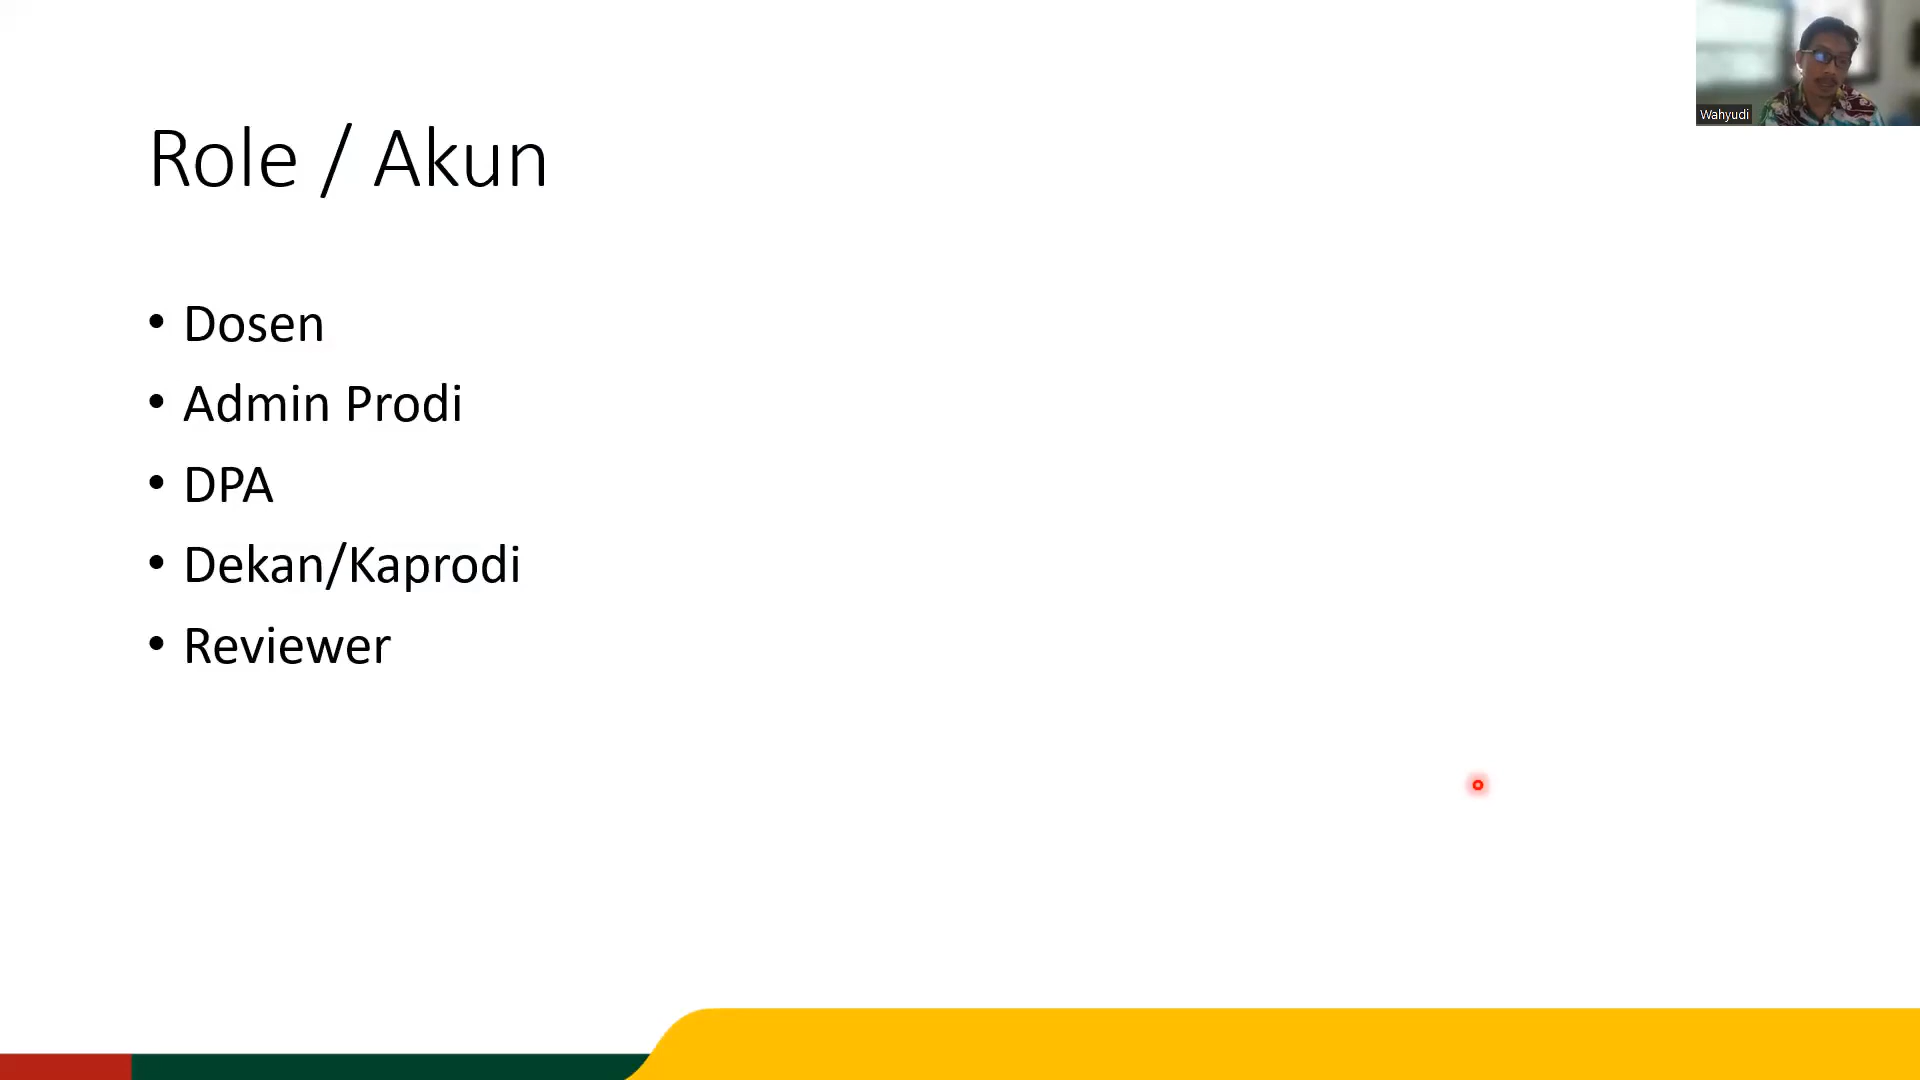 Wahyudi
Role / Akun
• Dosen
• Admin Prodi
• DPA
• Dekan/Kaprodi
• Reviewer